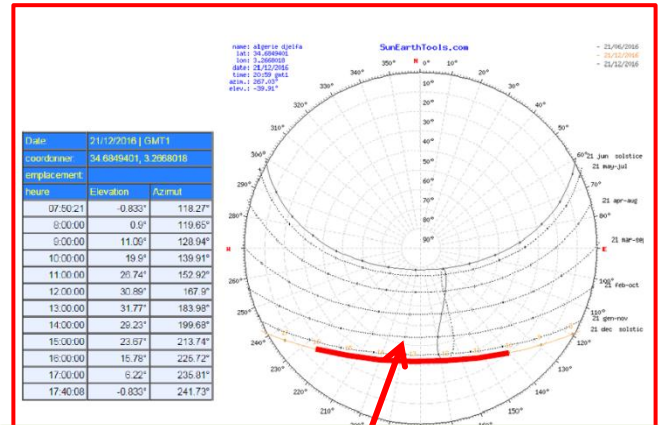 name: algerie djelfa
lat: 34.6849401
lon: 3.2668018
date: 21/12/2016
time: 20:59 gmt1
azim.: 267.03°
elev.: -39.91°
SunEarthTools.com
- 21/06/2016
- 21/12/2016
- 21/12/2016
Date: 21/12/2016 | GMT1
coordonner: 34.6849401, 3.2668018
emplacement:
heure Elevation Azimut
07:50:21 -0.833° 118.27°
8:00:00 0.9° 119.65°
9:00:00 11.09° 128.94°
10:00:00 19.9° 139.91°
11:00:00 26.74° 152.92°
12:00:00 30.89° 167.9°
13:00:00 31.77° 183.98°
14:00:00 29.23° 199.68°
15:00:00 23.67° 213.74°
16:00:00 15.78° 225.72°
17:00:00 6.22° 235.81°
17:40:08 -0.833° 241.73°
N 0°
350° 10°
340° 20°
330° 30°
320° 40°
310° 50°
300° 60°
290° 70°
280° 80°
W E
260°
250° 110°
240° 120°
230° 130°
220° 140°
210° 150°
10°
20°
30°
40°
50°
60°
70°
80°
90°
21 jun solstice
21 may-jul
21 apr-aug
21 mar-sep
21 feb-oct
21 gen-nov
21 dec solstic